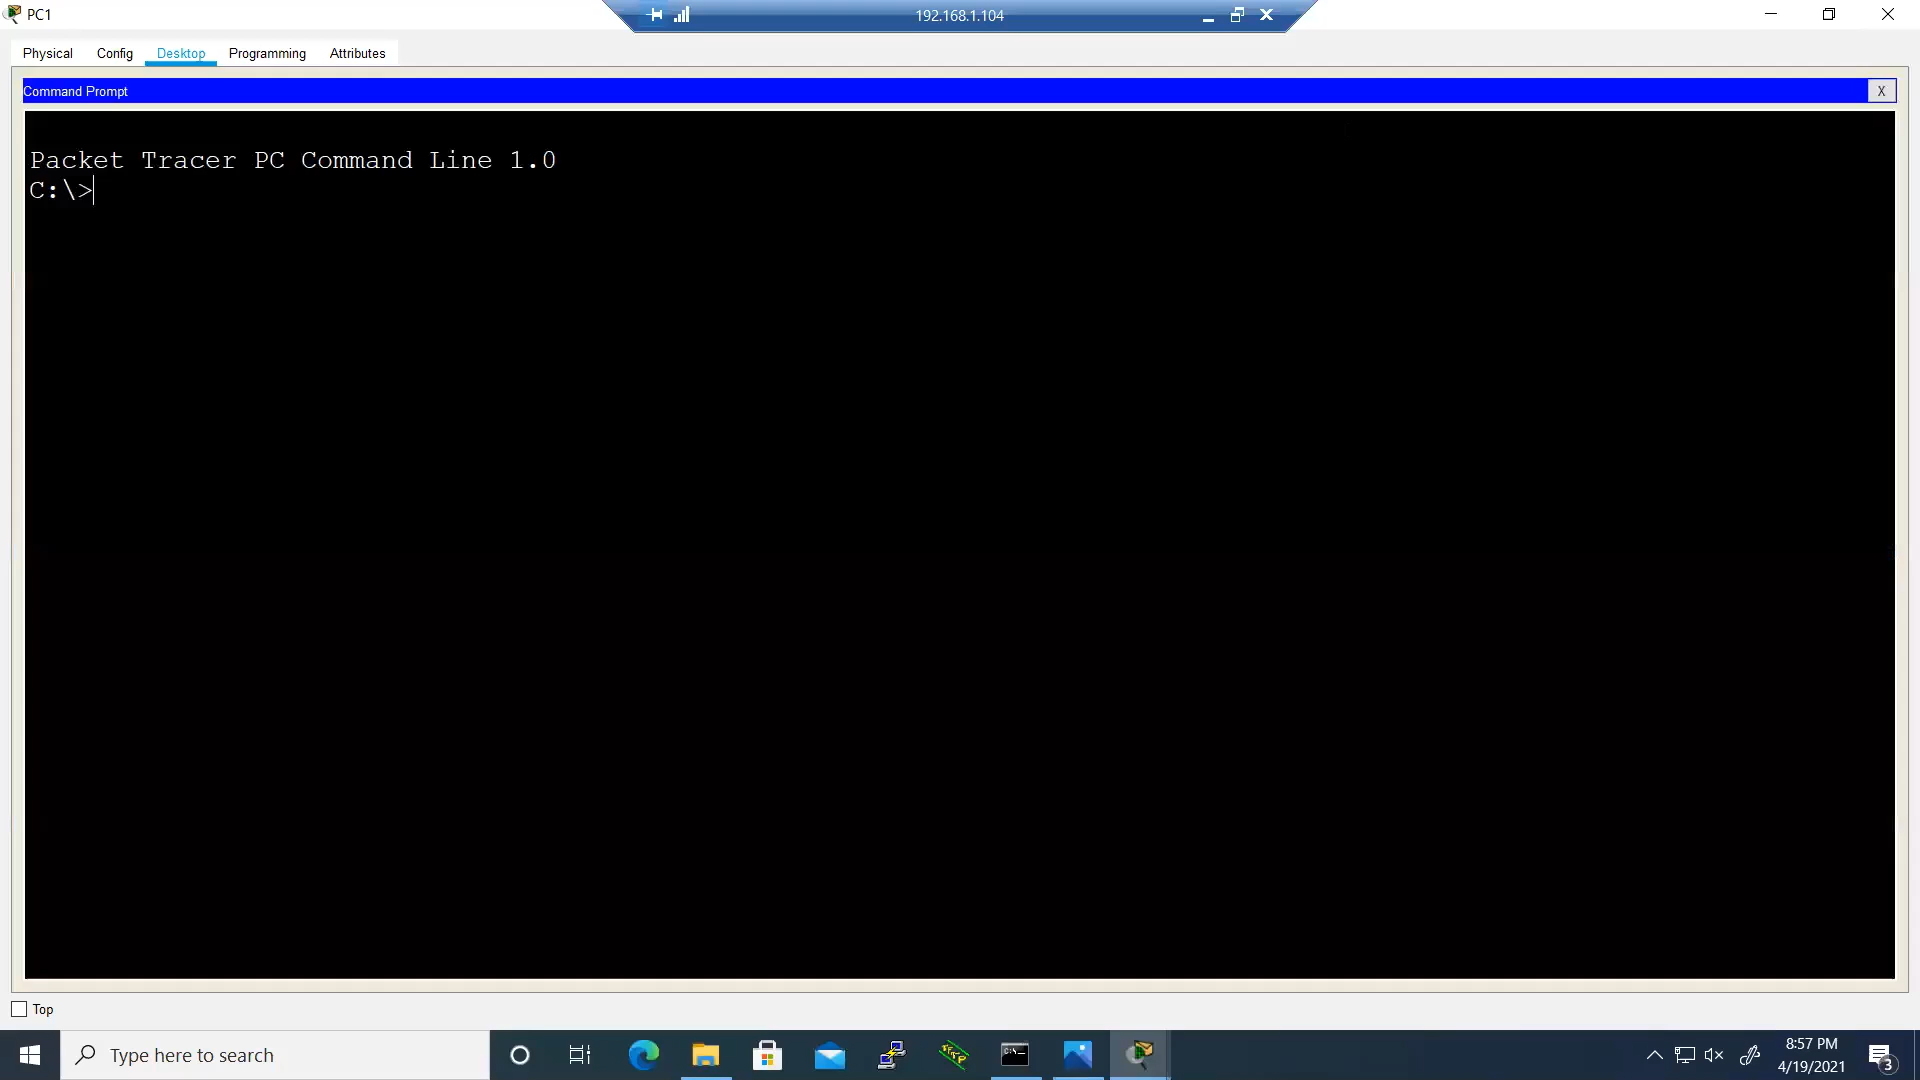 PC1
192.168.1.104
Physical Config Desktop Programming Attributes
Command Prompt
X
Packet Tracer PC Command Line 1.0
C:\>
Top
Type here to search
8:57 PM
4/19/2021
3